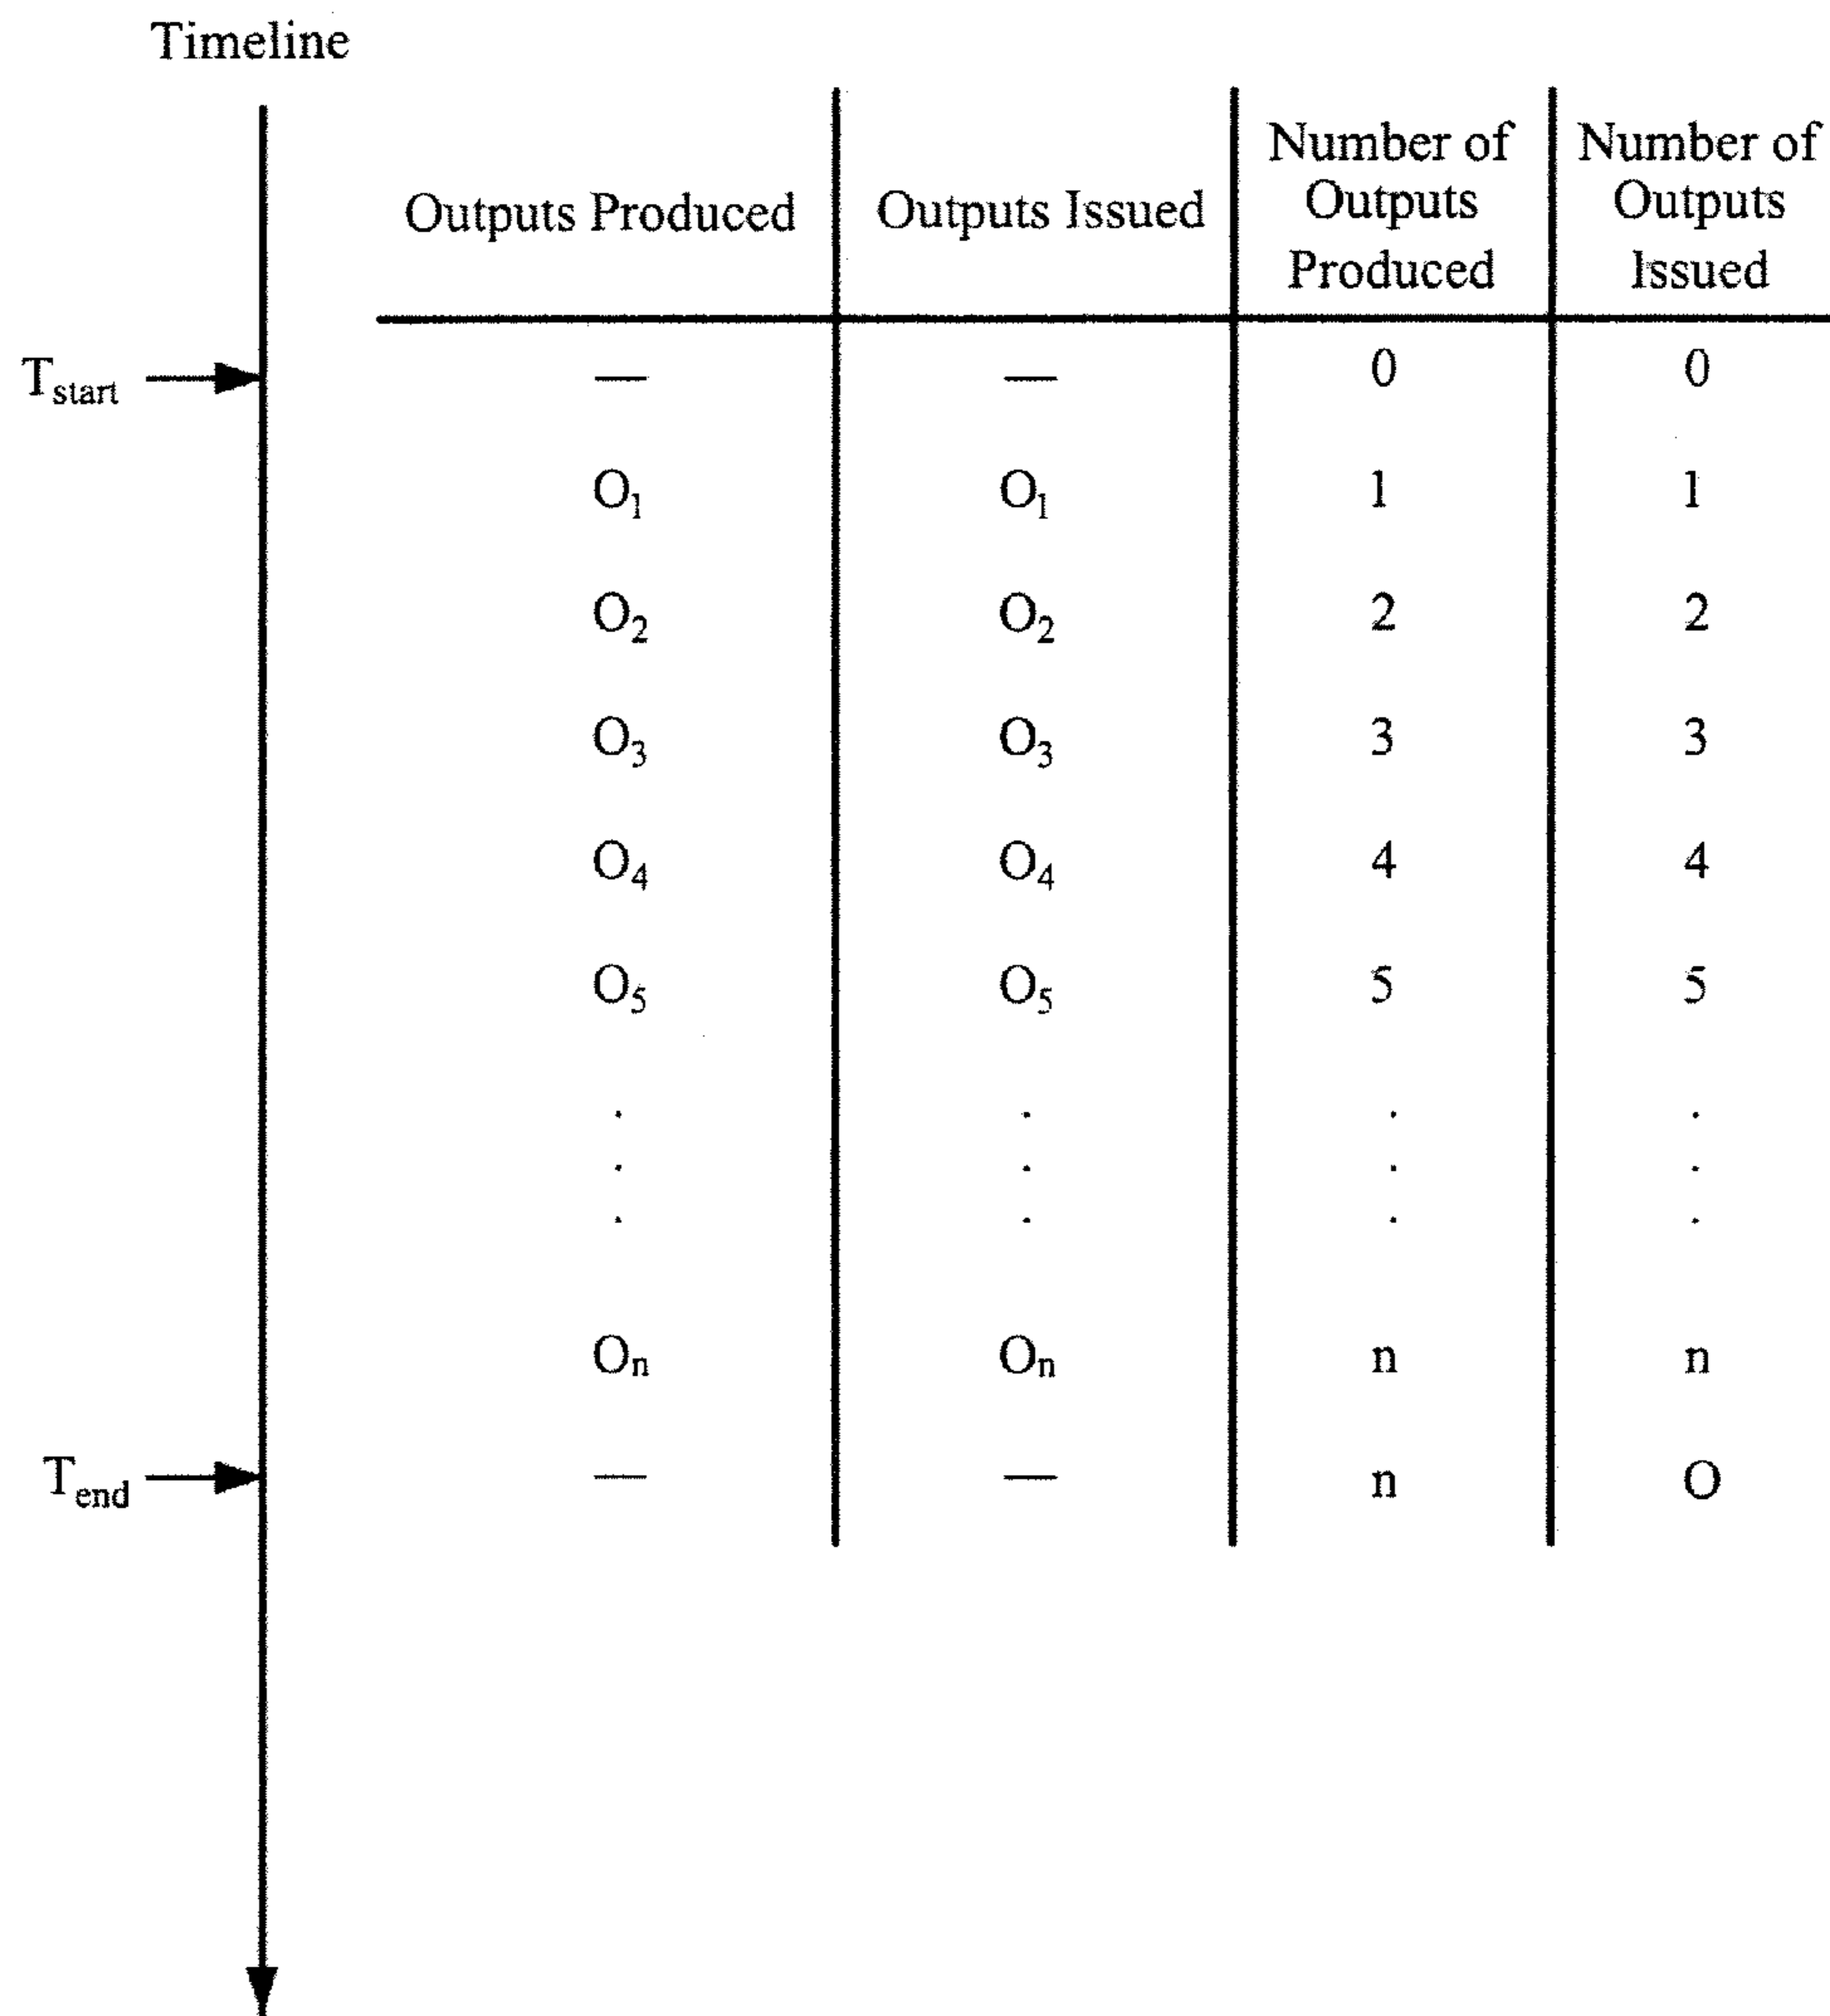 Timeline
Outputs Produced Outputs Issued Number of Outputs Produced Number of Outputs Issued
T_start — — 0 0
O₁ O₁ 1 1
O₂ O₂ 2 2
O₃ O₃ 3 3
O₄ O₄ 4 4
O₅ O₅ 5 5
. . . .
. . . .
. . . .
Oₙ Oₙ n n
T_end — — n O